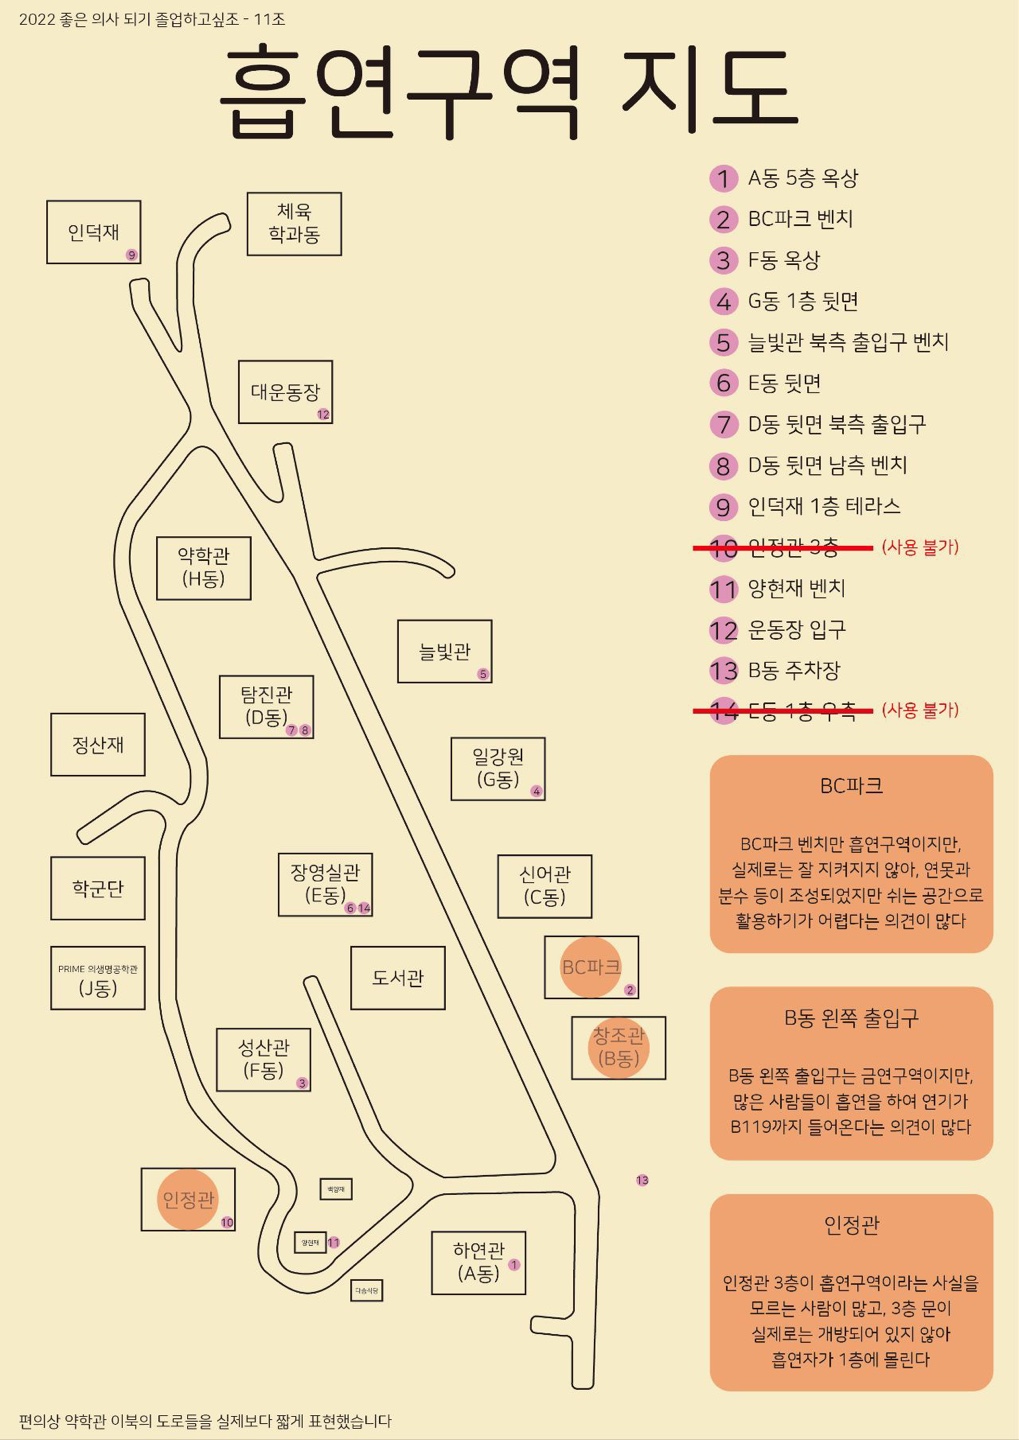 2022 좋은 의사 되기 졸업하고싶조 - 11조
흡연구역 지도
인덕재
9
체육
학과동
대운동장
12
약학관
(H동)
늘빛관
5
탐진관
(D동)
7 8
정산재
일강원
(G동)
4
학군단
장영실관
(E동)
6 14
신어관
(C동)
PRIME 의생명공학관
(J동)
도서관
BC파크
2
창조관
(B동)
성산관
(F동)
3
인정관
10
백양재
양현재
11
하연관
(A동)
1
다솜식당
13
1 A동 5층 옥상
2 BC파크 벤치
3 F동 옥상
4 G동 1층 뒷면
5 늘빛관 북측 출입구 벤치
6 E동 뒷면
7 D동 뒷면 북측 출입구
8 D동 뒷면 남측 벤치
9 인덕재 1층 테라스
10 인정관 3층 (사용 불가)
11 양현재 벤치
12 운동장 입구
13 B동 주차장
14 E동 1층 우측 (사용 불가)
BC파크
BC파크 벤치만 흡연구역이지만,
실제로는 잘 지켜지지 않아, 연못과
분수 등이 조성되었지만 쉬는 공간으로
활용하기가 어렵다는 의견이 많다
B동 왼쪽 출입구
B동 왼쪽 출입구는 금연구역이지만,
많은 사람들이 흡연을 하여 연기가
B119까지 들어온다는 의견이 많다
인정관
인정관 3층이 흡연구역이라는 사실을
모르는 사람이 많고, 3층 문이
실제로는 개방되어 있지 않아
흡연자가 1층에 몰린다
편의상 약학관 이북의 도로들을 실제보다 짧게 표현했습니다